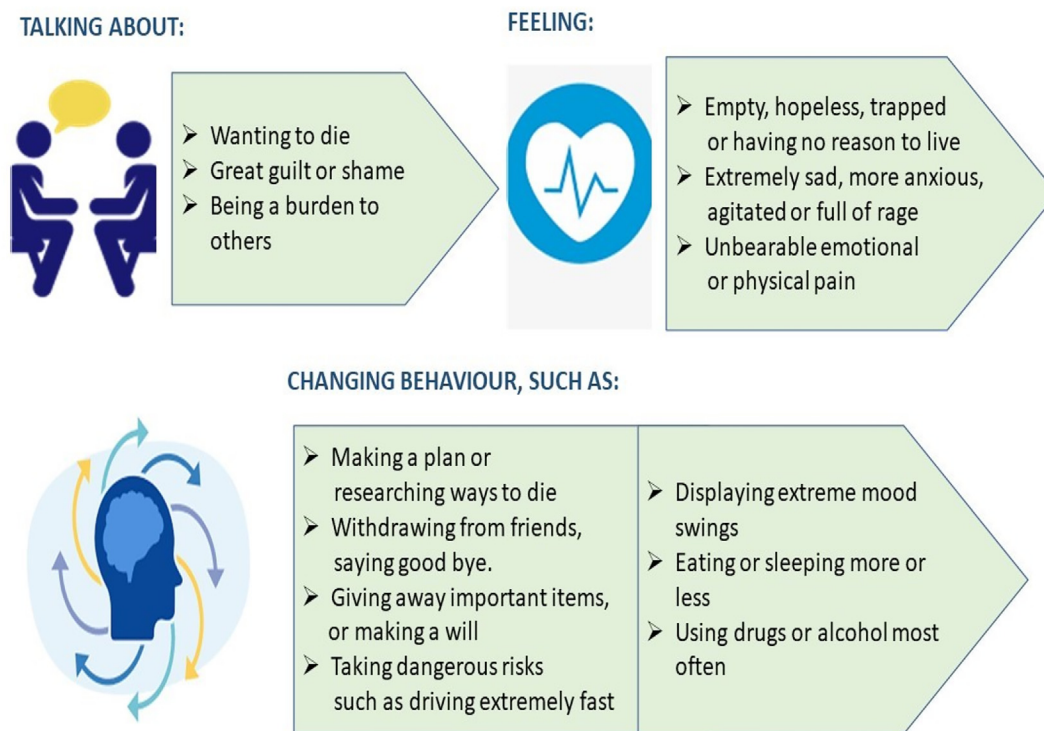 TALKING ABOUT:
➢ Wanting to die
➢ Great guilt or shame
➢ Being a burden to
others
FEELING:
➢ Empty, hopeless, trapped
or having no reason to live
➢ Extremely sad, more anxious,
agitated or full of rage
➢ Unbearable emotional
or physical pain
CHANGING BEHAVIOUR, SUCH AS:
➢ Making a plan or
researching ways to die
➢ Withdrawing from friends,
saying good bye.
➢ Giving away important items,
or making a will
➢ Taking dangerous risks
such as driving extremely fast
➢ Displaying extreme mood
swings
➢ Eating or sleeping more or
less
➢ Using drugs or alcohol most
often